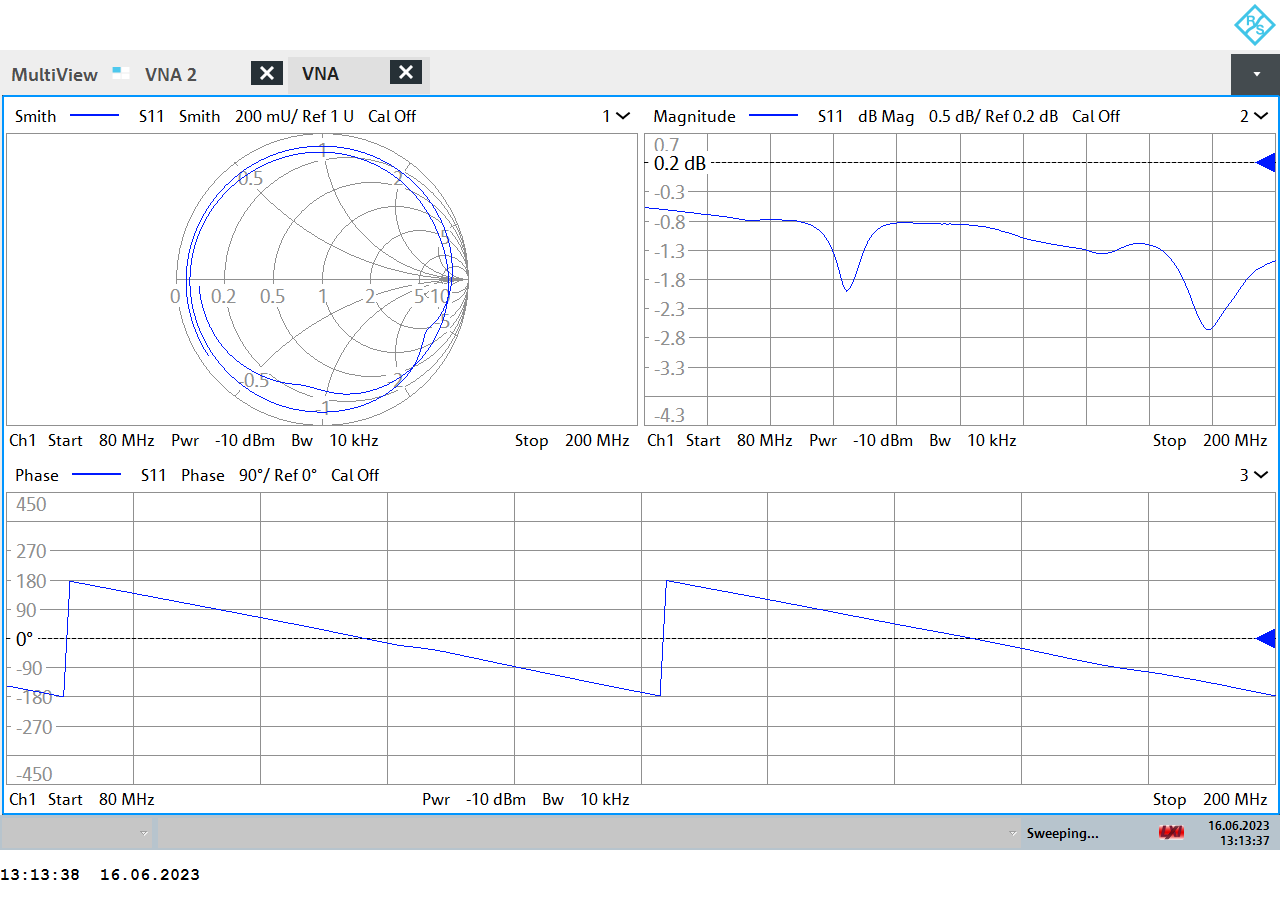 R&S
MultiView VNA 2 VNA
Smith S11 Smith 200 mU/ Ref 1 U Cal Off 1
1
0.5 2
5
0 0.2 0.5 1 2 5 10
-5
-0.5 -2
-1
Ch1 Start 80 MHz Pwr -10 dBm Bw 10 kHz Stop 200 MHz
Magnitude S11 dB Mag 0.5 dB/ Ref 0.2 dB Cal Off 2
0.7
0.2 dB
-0.3
-0.8
-1.3
-1.8
-2.3
-2.8
-3.3
-4.3
Ch1 Start 80 MHz Pwr -10 dBm Bw 10 kHz Stop 200 MHz
Phase S11 Phase 90°/ Ref 0° Cal Off 3
450
270
180
90
0°
-90
-180
-270
-450
Ch1 Start 80 MHz Pwr -10 dBm Bw 10 kHz Stop 200 MHz
Sweeping... LXI 16.06.2023
13:13:37
13:13:38 16.06.2023